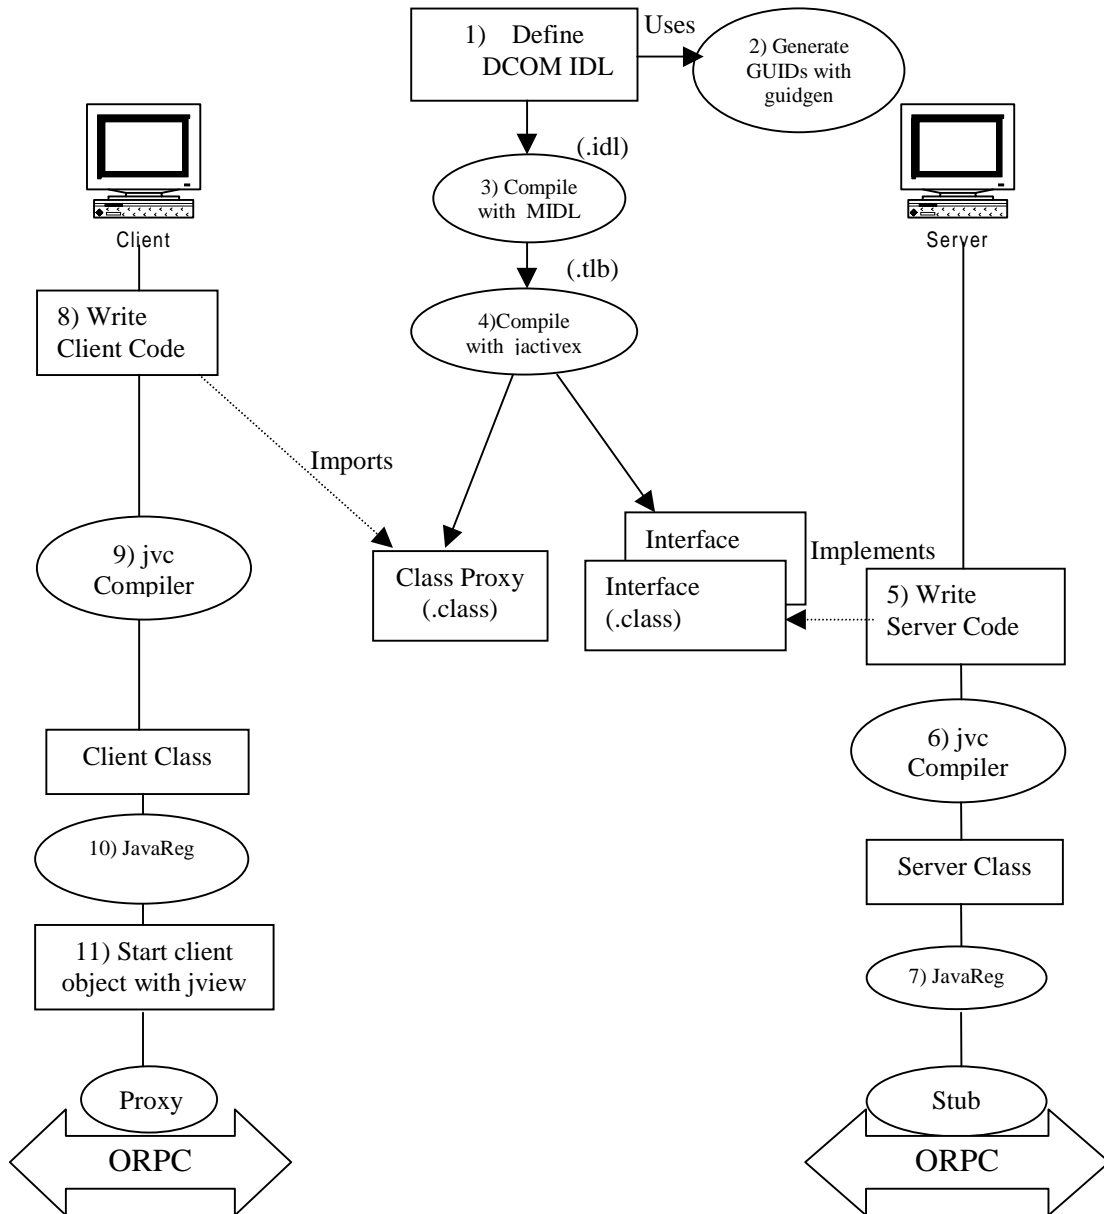 1) Define
DCOM IDL
Uses
2) Generate
GUIDs with
guidgen
(.idl)
3) Compile
with MIDL
Client
Server
(.tlb)
8) Write
Client Code
4)Compile
with jactivex
Imports
9) jvc
Compiler
Class Proxy
(.class)
Interface
Interface
(.class)
Implements
5) Write
Server Code
Client Class
6) jvc
Compiler
10) JavaReg
Server Class
11) Start client
object with jview
7) JavaReg
Proxy
Stub
ORPC
ORPC